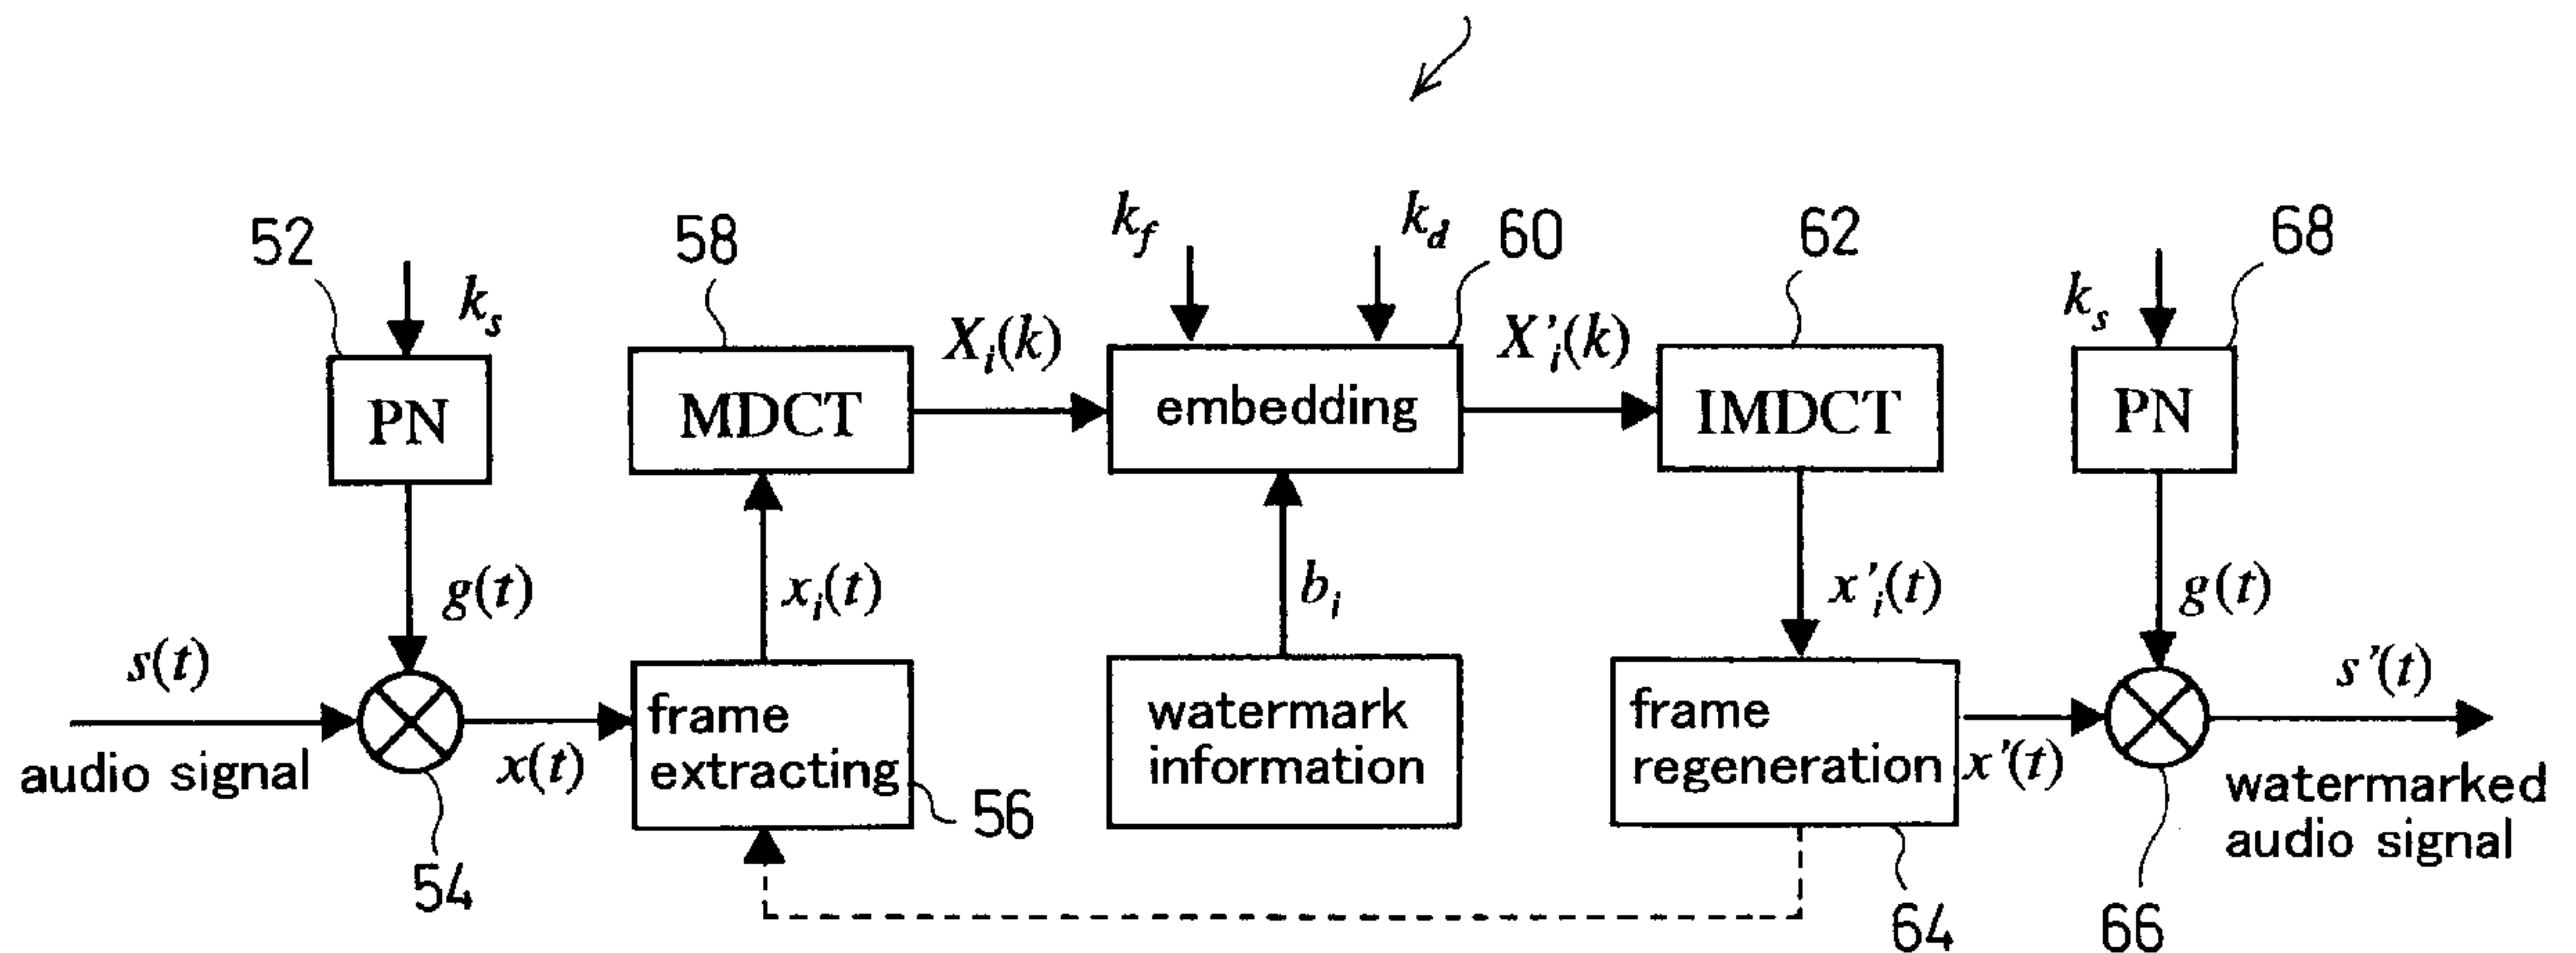 52
k_s
58
k_f
k_d
60
62
68
k_s
PN
MDCT
X_i(k)
embedding
X'_i(k)
IMDCT
PN
g(t)
x_i(t)
b_i
x'_i(t)
g(t)
s(t)
audio signal
x(t)
frame
extracting
56
watermark
information
frame
regeneration
x'(t)
s'(t)
watermarked
audio signal
54
64
66